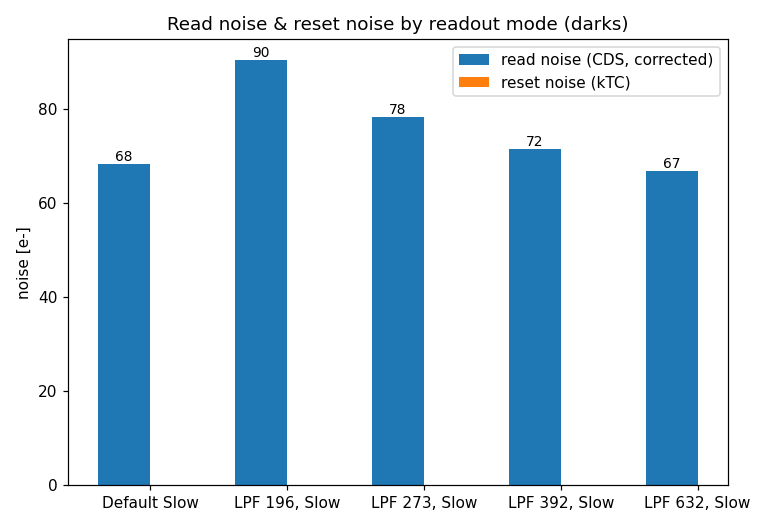 Read noise & reset noise by readout mode (darks)
read noise (CDS, corrected)
reset noise (kTC)
noise [e-]
80
60
40
20
0
68
90
78
72
67
Default Slow
LPF 196, Slow
LPF 273, Slow
LPF 392, Slow
LPF 632, Slow